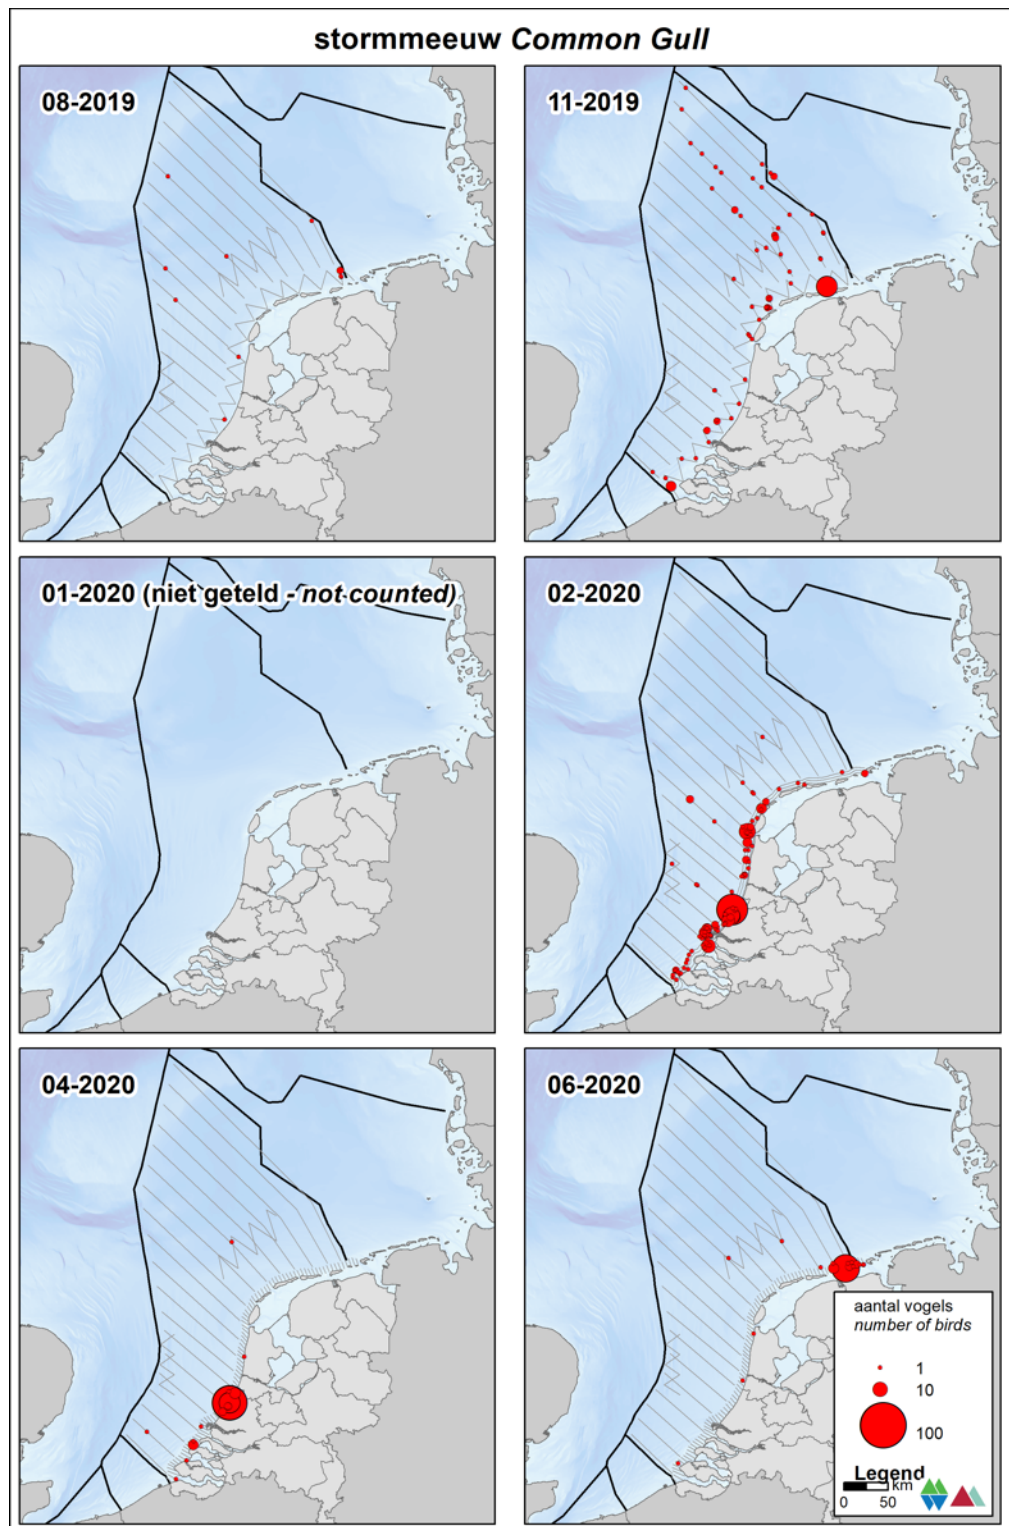 stormmeeuw Common Gull
08-2019
11-2019
01-2020 (niet geteld - not counted)
02-2020
04-2020
06-2020
aantal vogels
number of birds
1
10
100
Legend
km
0 50